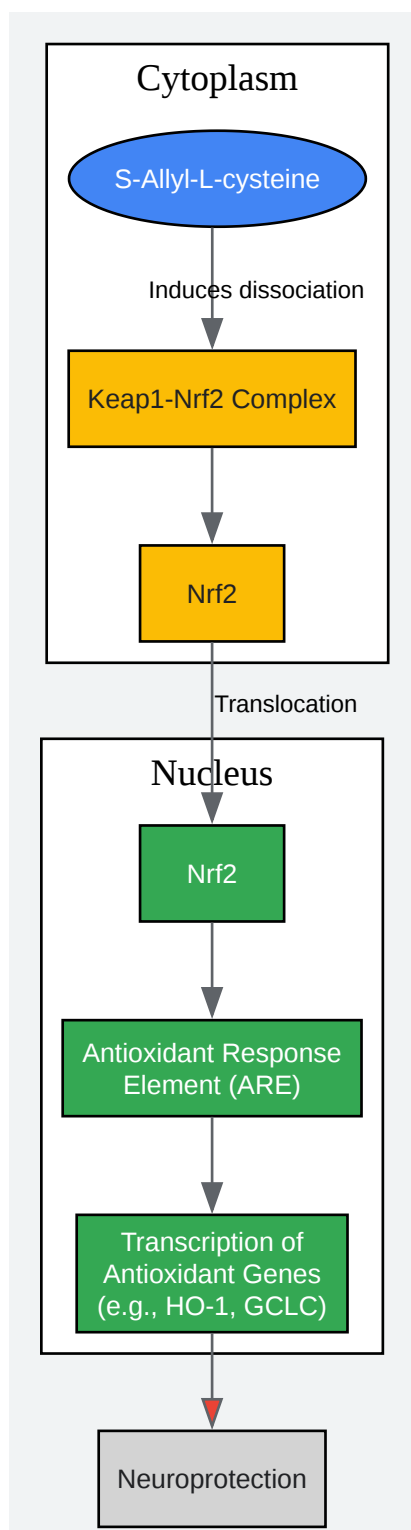 Cytoplasm
S-Allyl-L-cysteine
Induces dissociation
Keap1-Nrf2 Complex
Nrf2
Translocation
Nucleus
Nrf2
Antioxidant Response
Element (ARE)
Transcription of
Antioxidant Genes
(e.g., HO-1, GCLC)
Neuroprotection